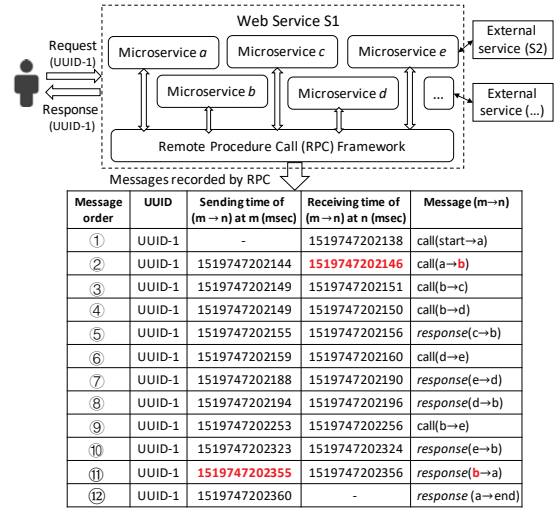 Web Service S1
Request
(UUID-1)
Response
(UUID-1)
Microservice a
Microservice c
Microservice e
External
service (S2)
Microservice b
Microservice d
...
External
service (...)
Remote Procedure Call (RPC) Framework
Messages recorded by RPC
Message order | UUID | Sending time of (m→n) at m (msec) | Receiving time of (m→n) at n (msec) | Message (m→n)
① UUID-1 - 1519747202138 call(start→a)
② UUID-1 1519747202144 1519747202146 call(a→b)
③ UUID-1 1519747202149 1519747202151 call(b→c)
④ UUID-1 1519747202149 1519747202150 call(b→d)
⑤ UUID-1 1519747202155 1519747202156 response(c→b)
⑥ UUID-1 1519747202159 1519747202160 call(d→e)
⑦ UUID-1 1519747202188 1519747202190 response(e→d)
⑧ UUID-1 1519747202194 1519747202196 response(d→b)
⑨ UUID-1 1519747202253 1519747202256 call(b→e)
⑩ UUID-1 1519747202323 1519747202324 response(e→b)
⑪ UUID-1 1519747202355 1519747202356 response(b→a)
⑫ UUID-1 1519747202360 - response (a→end)